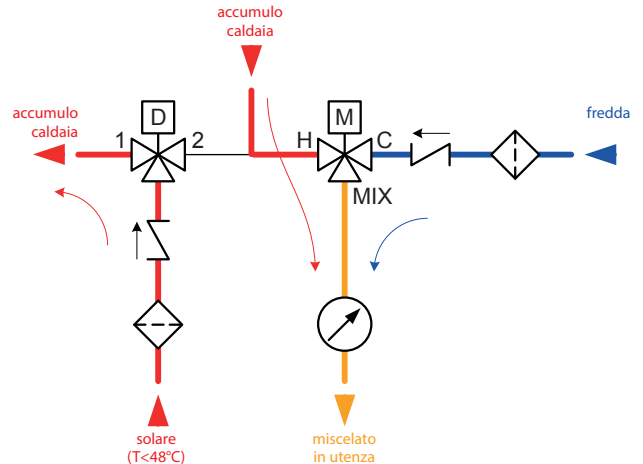 accumulo
caldaia
accumulo
caldaia
D
M
1
2
H
C
fredda
MIX
solare
(T<48°C)
miscelato
in utenza